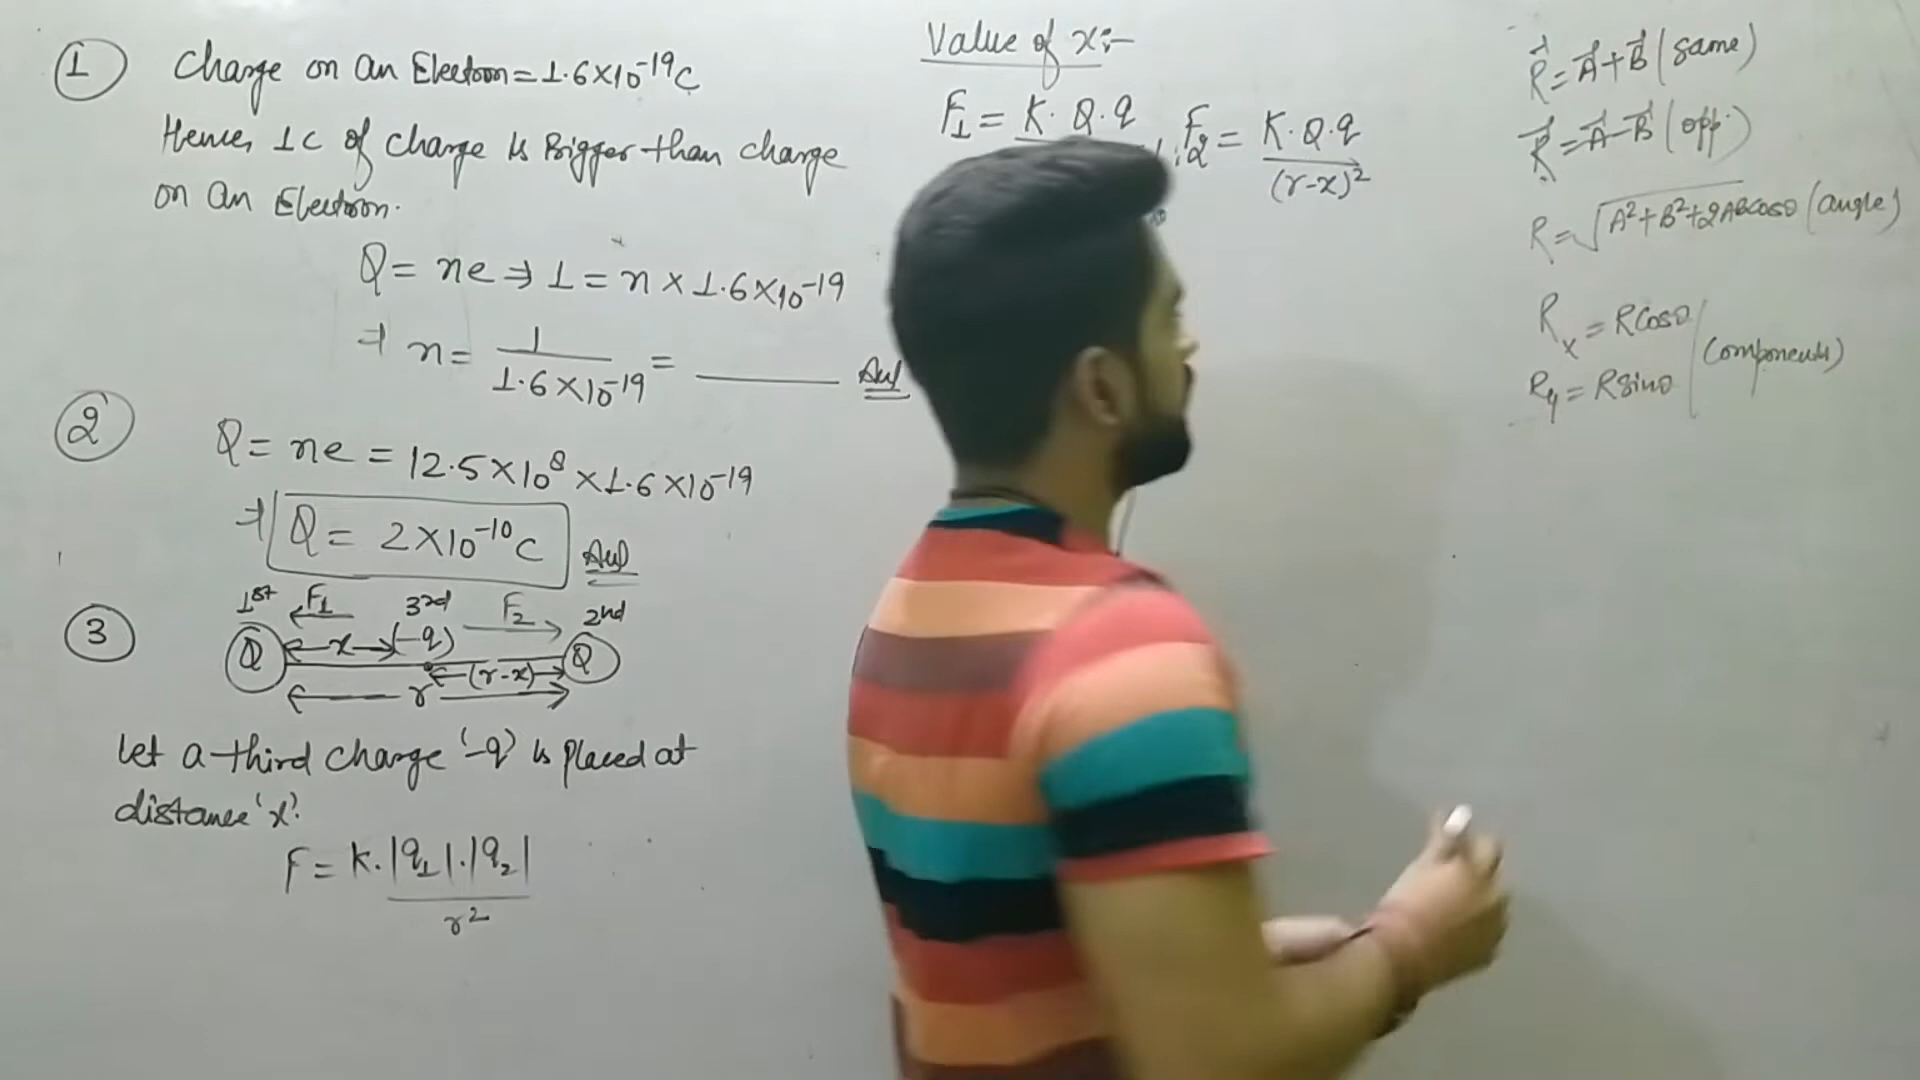 1 Charge on an Electron = 1.6×10⁻¹⁹C
Hence, 1C of charge is Bigger than charge
on an Electron.
Q = ne ⇒ 1 = n × 1.6×10⁻¹⁹
⇒ n = 1/(1.6×10⁻¹⁹) = ______ Ans
2 Q = ne = 12.5×10⁸ × 1.6×10⁻¹⁹
⇒ Q = 2×10⁻¹⁰C Ans
3
1st F₁ 3rd F₂ 2nd
Q x (-q) Q
(r-x)
r
Let a third charge '-q' is placed at
distance 'x'.
F = K.|q₁|.|q₂|
r²
Value of x:-
F₁ = K. Q.q ; F₂ = K.Q.q
(r-x)²
R⃗ = A⃗+B⃗ (same)
R⃗ = A⃗-B⃗ (opp.)
R = √A²+B²+2ABcosθ (angle)
Rₓ = Rcosθ
(components)
Ry = Rsinθ